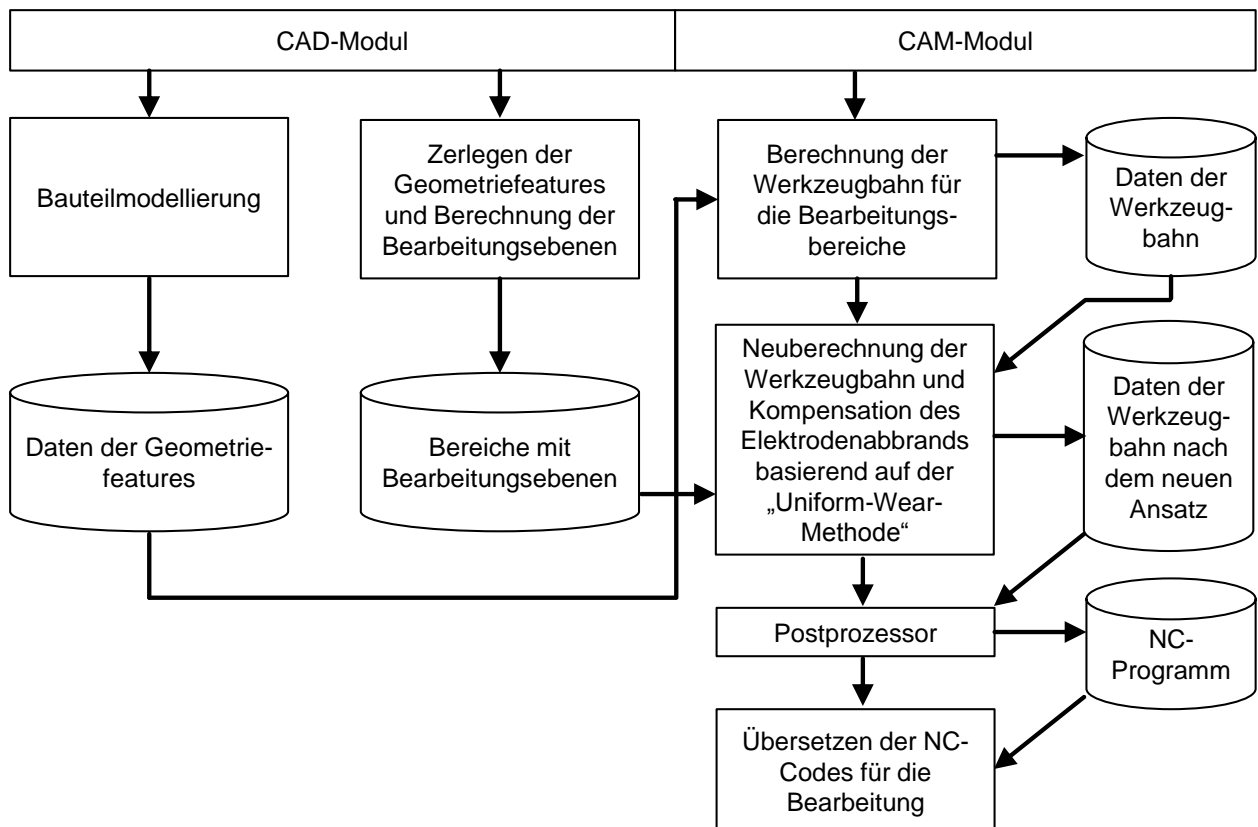 CAD-Modul
CAM-Modul
Bauteilmodellierung
Zerlegen der
Geometriefeatures
und Berechnung der
Bearbeitungsebenen
Berechnung der
Werkzeugbahn für
die Bearbeitungs-
bereiche
Daten der
Werkzeug-
bahn
Daten der Geometrie-
features
Bereiche mit
Bearbeitungsebenen
Neuberechnung der
Werkzeugbahn und
Kompensation des
Elektrodenabbrands
basierend auf der
„Uniform-Wear-
Methode“
Daten der
Werkzeug-
bahn nach
dem neuen
Ansatz
Postprozessor
NC-
Programm
Übersetzen der NC-
Codes für die
Bearbeitung